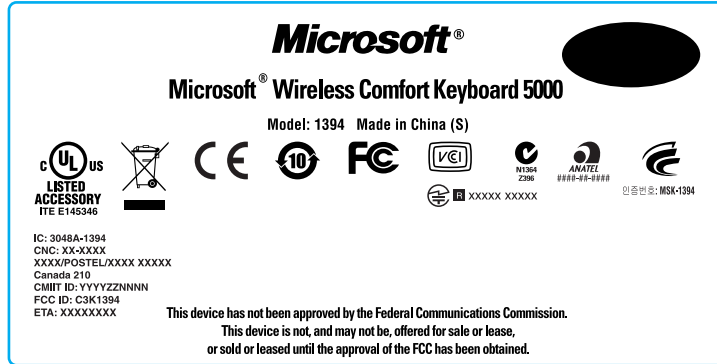 Microsoft®
Microsoft® Wireless Comfort Keyboard 5000
Model: 1394 Made in China (S)
C UL US
LISTED
ACCESSORY
ITE E145346
CE
10
FC
VCI
N1364
Z396
ANATEL
####-##-####
인증번호: MSK-1394
R XXXXX XXXXX
IC: 3048A-1394
CNC: XX-XXXX
XXXX/POSTEL/XXXX XXXXX
Canada 210
CMIIT ID: YYYYZZNNNN
FCC ID: C3K1394
ETA: XXXXXXXX
This device has not been approved by the Federal Communications Commission.
This device is not, and may not be, offered for sale or lease,
or sold or leased until the approval of the FCC has been obtained.